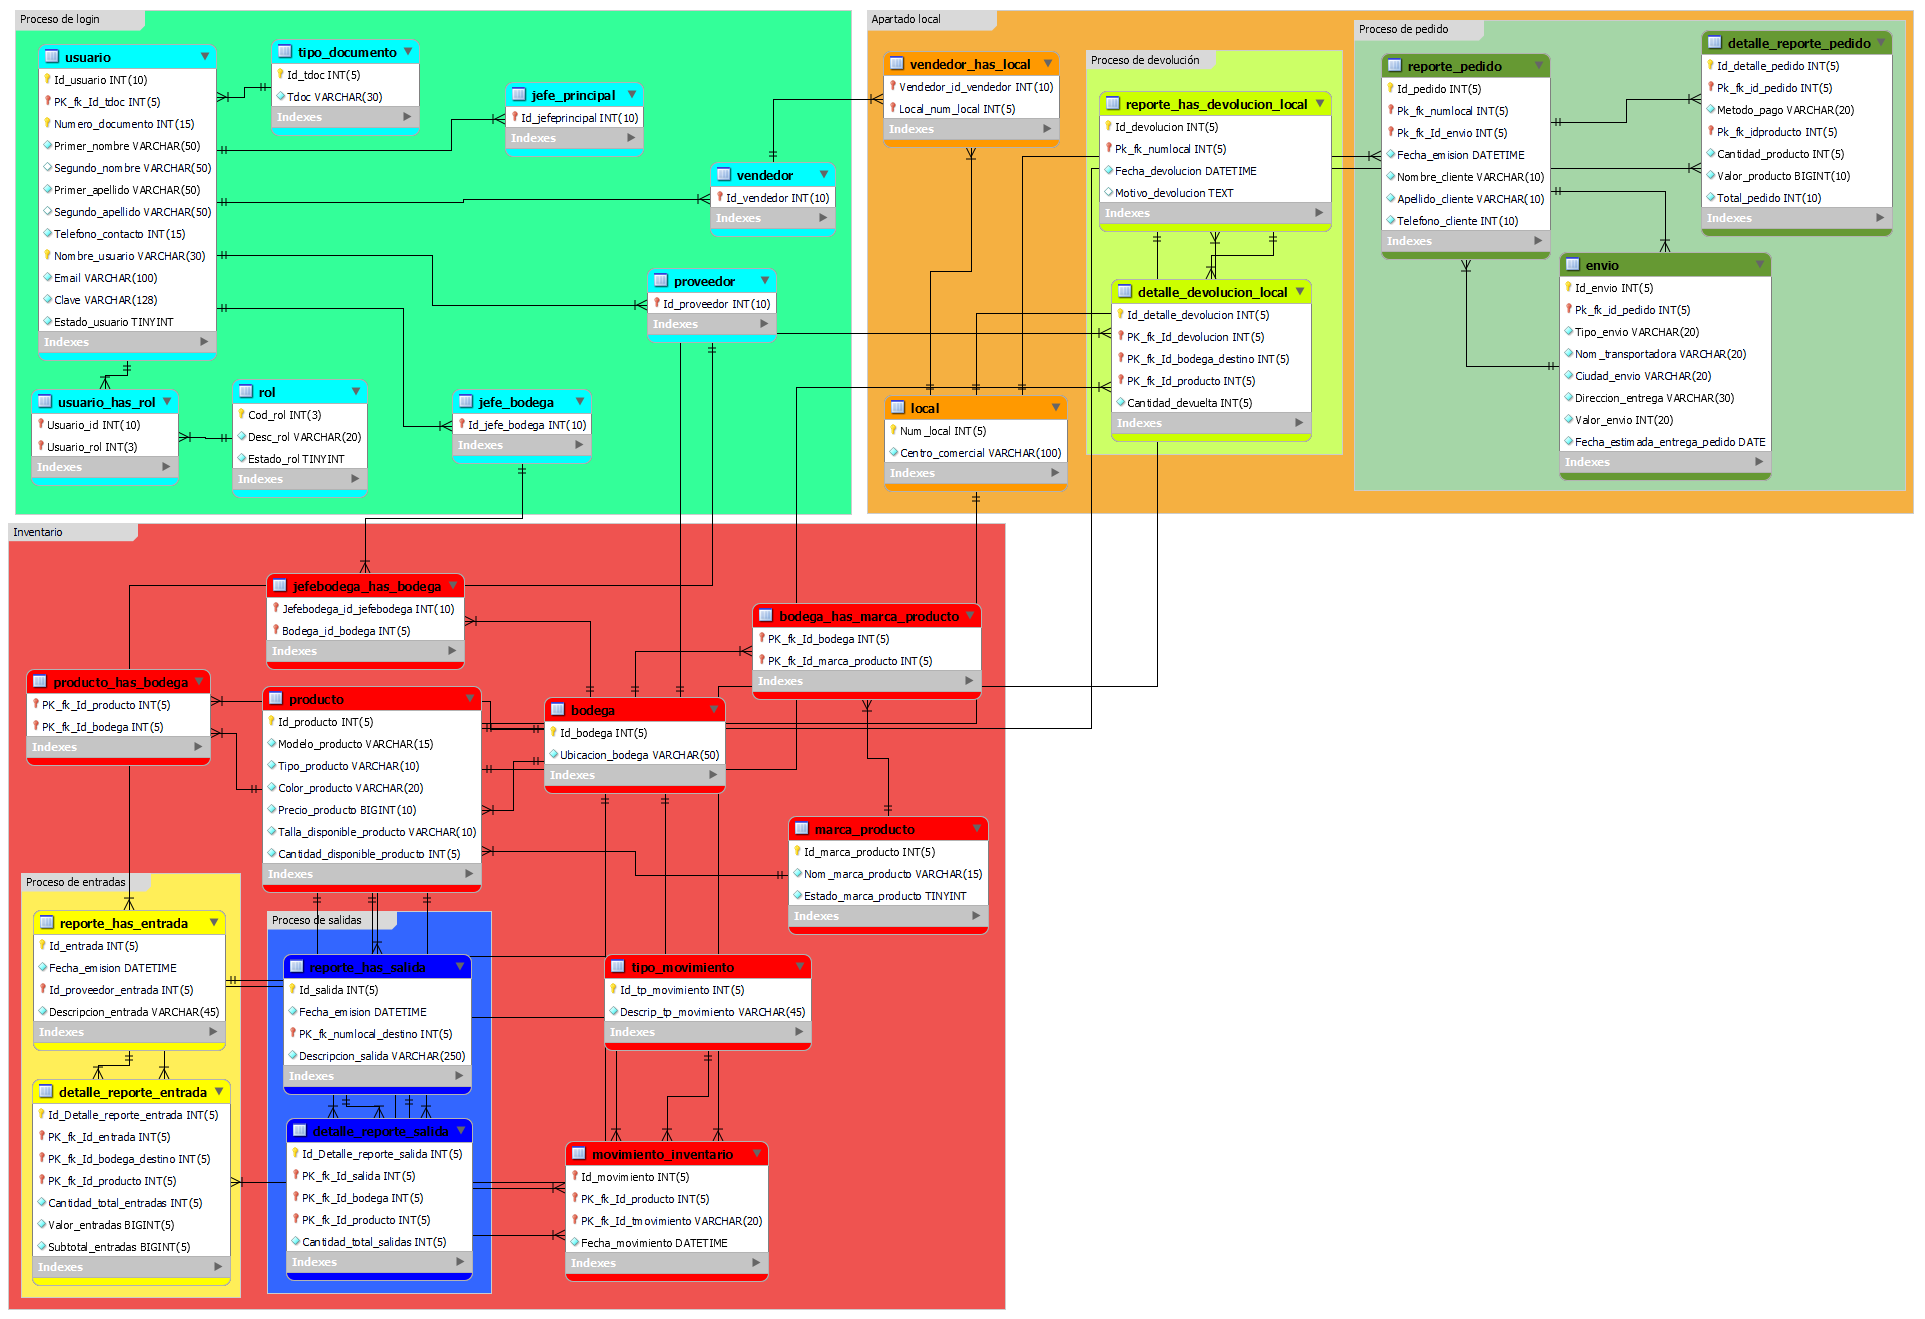 Proceso de login
usuario
Id_usuario INT(10)
PK_fk_Id_tdoc INT(5)
Numero_documento INT(15)
Primer_nombre VARCHAR(50)
Segundo_nombre VARCHAR(50)
Primer_apellido VARCHAR(50)
Segundo_apellido VARCHAR(50)
Telefono_contacto INT(15)
Nombre_usuario VARCHAR(30)
Email VARCHAR(100)
Clave VARCHAR(128)
Estado_usuario TINYINT
Indexes
tipo_documento
Id_tdoc INT(5)
Tdoc VARCHAR(30)
Indexes
jefe_principal
Id_jefeprincipal INT(10)
Indexes
vendedor
Id_vendedor INT(10)
Indexes
proveedor
Id_proveedor INT(10)
Indexes
usuario_has_rol
Usuario_id INT(10)
Usuario_rol INT(3)
Indexes
rol
Cod_rol INT(3)
Desc_rol VARCHAR(20)
Estado_rol TINYINT
Indexes
jefe_bodega
Id_jefe_bodega INT(10)
Indexes
Apartado local
vendedor_has_local
Vendedor_id_vendedor INT(10)
Local_num_local INT(5)
Indexes
local
Num_local INT(5)
Centro_comercial VARCHAR(100)
Indexes
Proceso de devolución
reporte_has_devolucion_local
Id_devolucion INT(5)
Pk_fk_numlocal INT(5)
Fecha_devolucion DATETIME
Motivo_devolucion TEXT
Indexes
detalle_devolucion_local
Id_detalle_devolucion INT(5)
PK_fk_Id_devolucion INT(5)
PK_fk_Id_bodega_destino INT(5)
PK_fk_Id_producto INT(5)
Cantidad_devuelta INT(5)
Indexes
Proceso de pedido
reporte_pedido
Id_pedido INT(5)
Pk_fk_numlocal INT(5)
Pk_fk_Id_envio INT(5)
Fecha_emision DATETIME
Nombre_cliente VARCHAR(10)
Apellido_cliente VARCHAR(10)
Telefono_cliente INT(10)
Indexes
detalle_reporte_pedido
Id_detalle_pedido INT(5)
Pk_fk_id_pedido INT(5)
Metodo_pago VARCHAR(20)
Pk_fk_idproducto INT(5)
Cantidad_producto INT(5)
Valor_producto BIGINT(10)
Total_pedido INT(10)
Indexes
envio
Id_envio INT(5)
Pk_fk_id_pedido INT(5)
Tipo_envio VARCHAR(20)
Nom_transportadora VARCHAR(20)
Ciudad_envio VARCHAR(20)
Direccion_entrega VARCHAR(30)
Valor_envio INT(20)
Fecha_estimada_entrega_pedido DATE
Indexes
Inventario
jefebodega_has_bodega
Jefebodega_id_jefebodega INT(10)
Bodega_id_bodega INT(5)
Indexes
bodega_has_marca_producto
PK_fk_Id_bodega INT(5)
PK_fk_Id_marca_producto INT(5)
Indexes
producto_has_bodega
PK_fk_Id_producto INT(5)
PK_fk_Id_bodega INT(5)
Indexes
producto
Id_producto INT(5)
Modelo_producto VARCHAR(15)
Tipo_producto VARCHAR(10)
Color_producto VARCHAR(20)
Precio_producto BIGINT(10)
Talla_disponible_producto VARCHAR(10)
Cantidad_disponible_producto INT(5)
Indexes
bodega
Id_bodega INT(5)
Ubicacion_bodega VARCHAR(50)
Indexes
marca_producto
Id_marca_producto INT(5)
Nom_marca_producto VARCHAR(15)
Estado_marca_producto TINYINT
Indexes
Proceso de entradas
reporte_has_entrada
Id_entrada INT(5)
Fecha_emision DATETIME
Id_proveedor_entrada INT(5)
Descripcion_entrada VARCHAR(45)
Indexes
detalle_reporte_entrada
Id_Detalle_reporte_entrada INT(5)
PK_fk_Id_entrada INT(5)
PK_fk_Id_bodega_destino INT(5)
PK_fk_Id_producto INT(5)
Cantidad_total_entradas INT(5)
Valor_entradas BIGINT(5)
Subtotal_entradas BIGINT(5)
Indexes
Proceso de salidas
reporte_has_salida
Id_salida INT(5)
Fecha_emision DATETIME
PK_fk_numlocal_destino INT(5)
Descripcion_salida VARCHAR(250)
Indexes
detalle_reporte_salida
Id_Detalle_reporte_salida INT(5)
PK_fk_Id_salida INT(5)
PK_fk_Id_bodega INT(5)
PK_fk_Id_producto INT(5)
Cantidad_total_salidas INT(5)
Indexes
tipo_movimiento
Id_tp_movimiento INT(5)
Descrip_tp_movimiento VARCHAR(45)
Indexes
movimiento_inventario
Id_movimiento INT(5)
PK_fk_Id_producto INT(5)
PK_fk_Id_tmovimiento VARCHAR(20)
Fecha_movimiento DATETIME
Indexes